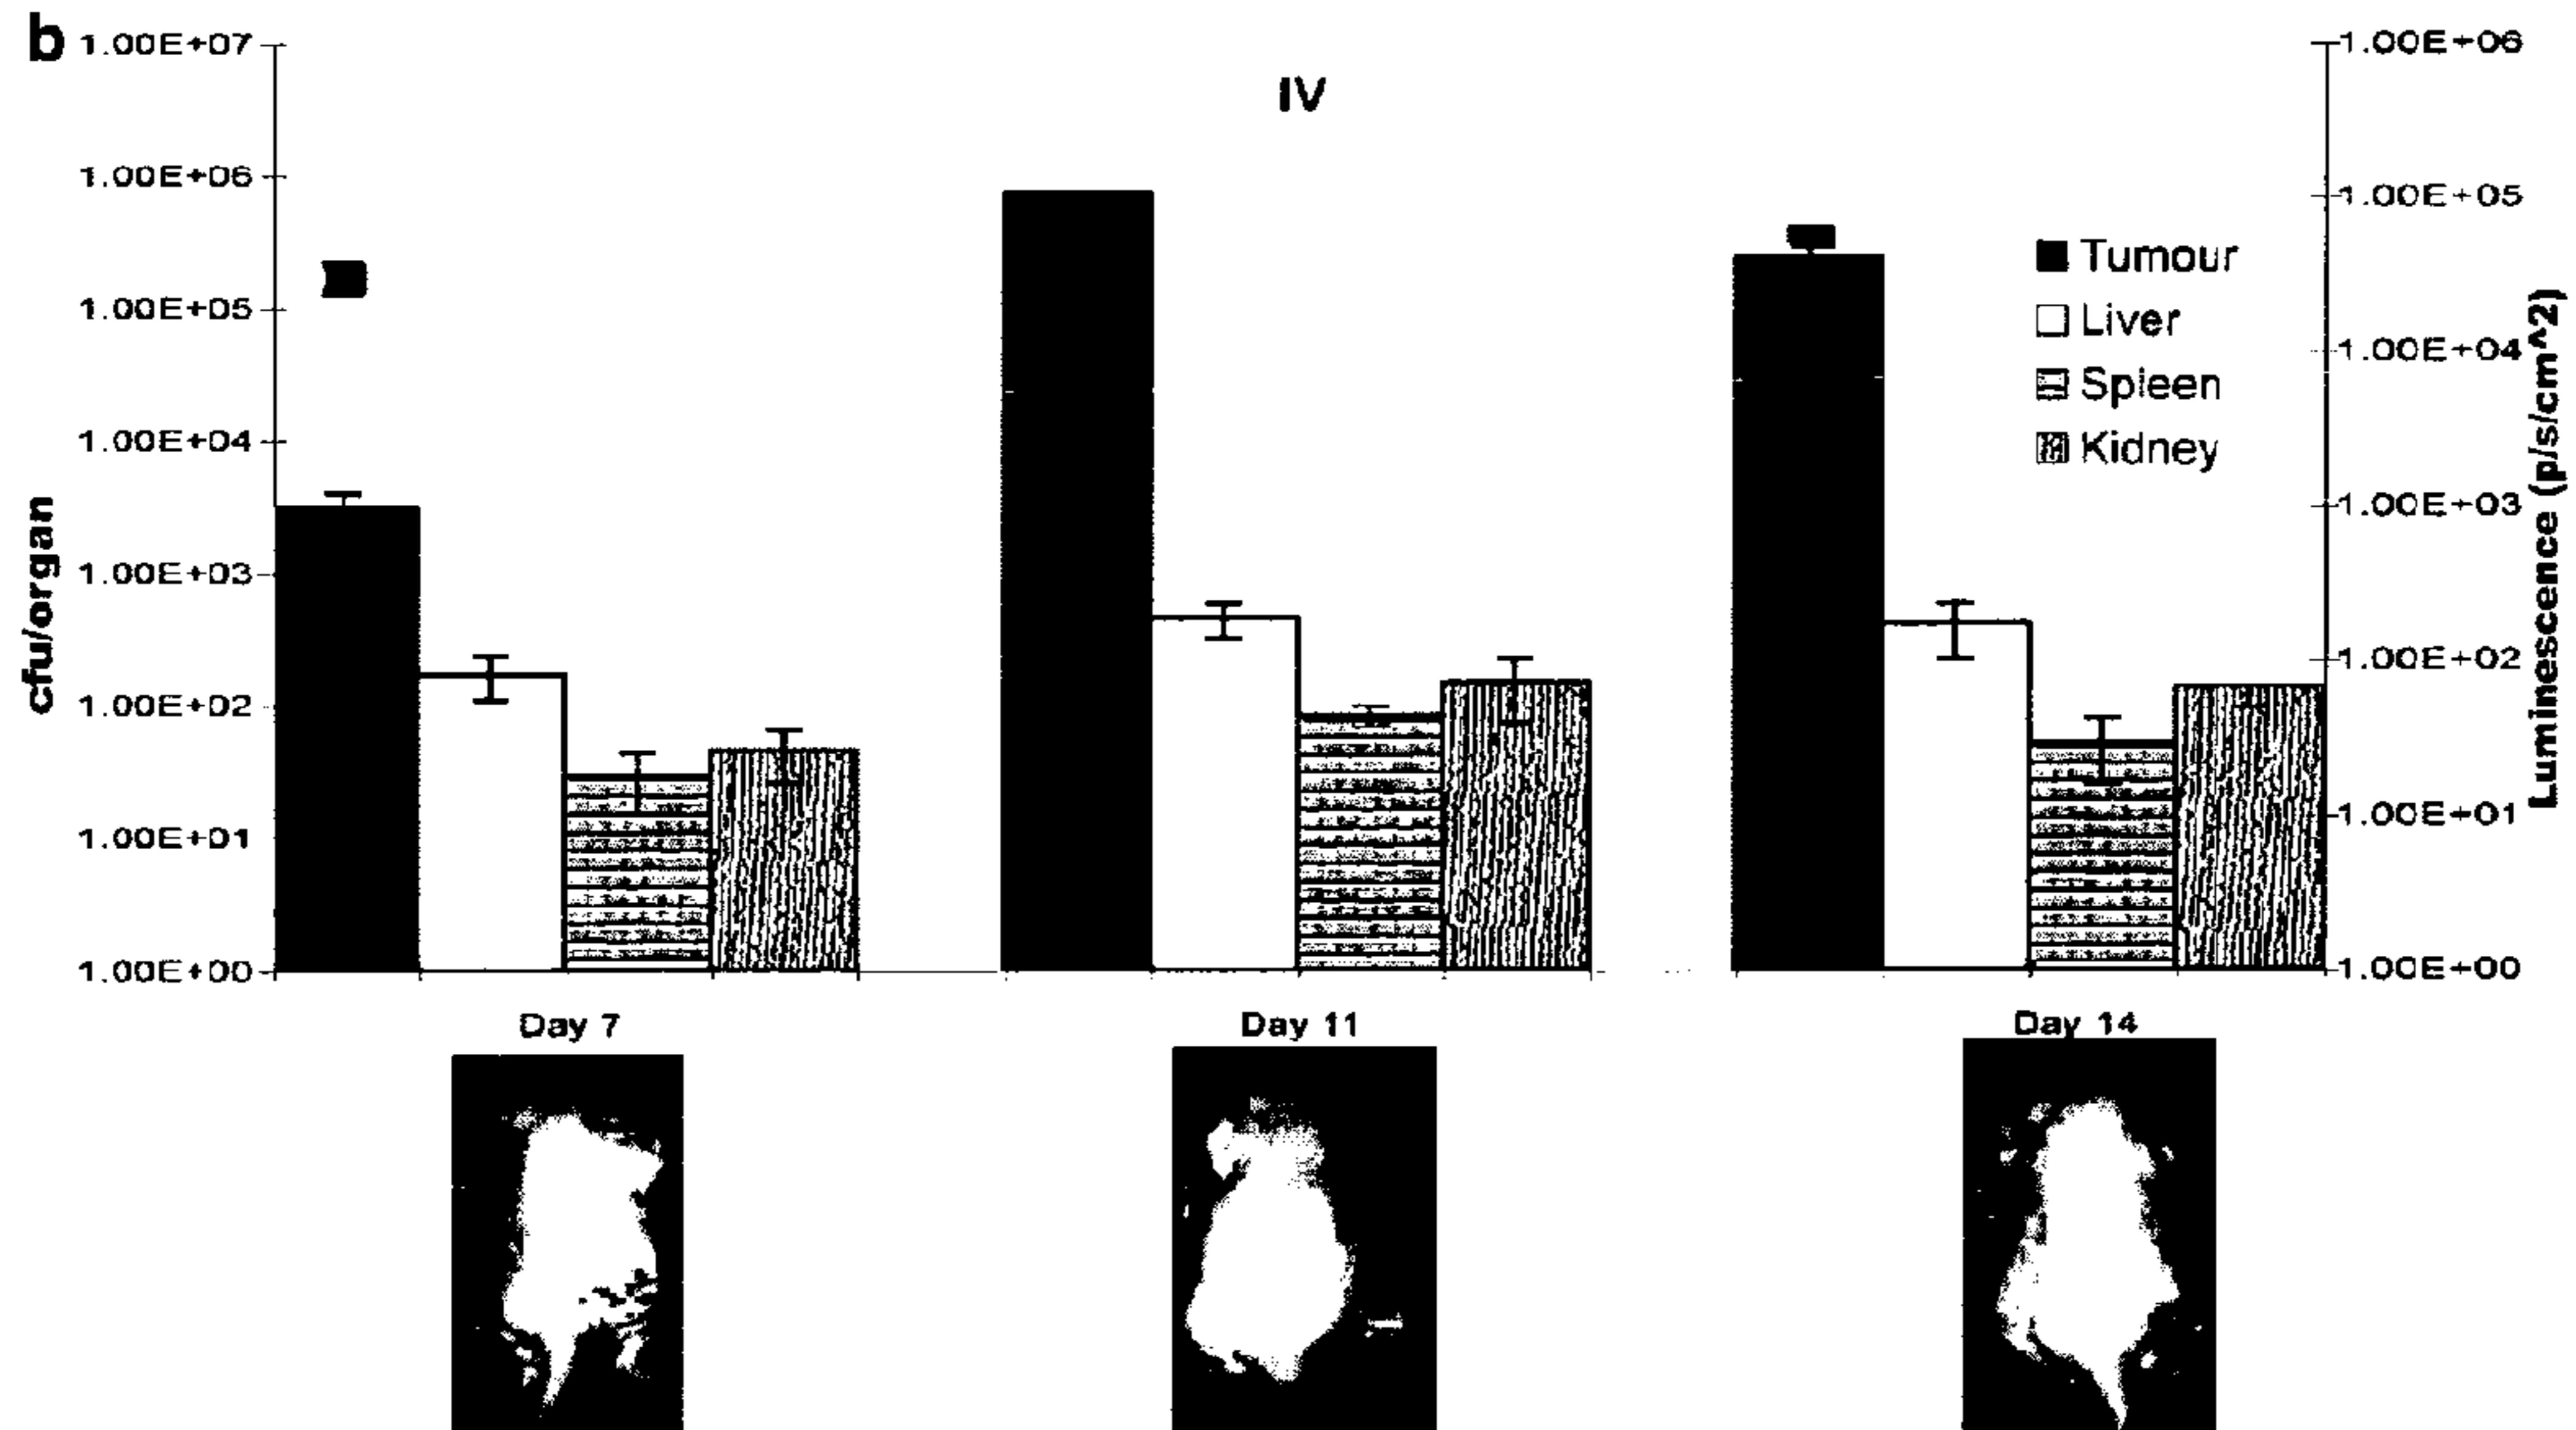 b
IV
1.00E+07
1.00E+06
1.00E+05
1.00E+04
1.00E+03
1.00E+02
1.00E+01
1.00E+00
cfu/organ
Tumour
Liver
Spleen
Kidney
1.00E+06
1.00E+05
1.00E+04
1.00E+03
1.00E+02
1.00E+01
1.00E+00
Luminescence (p/s/cm^2)
Day 7
Day 11
Day 14